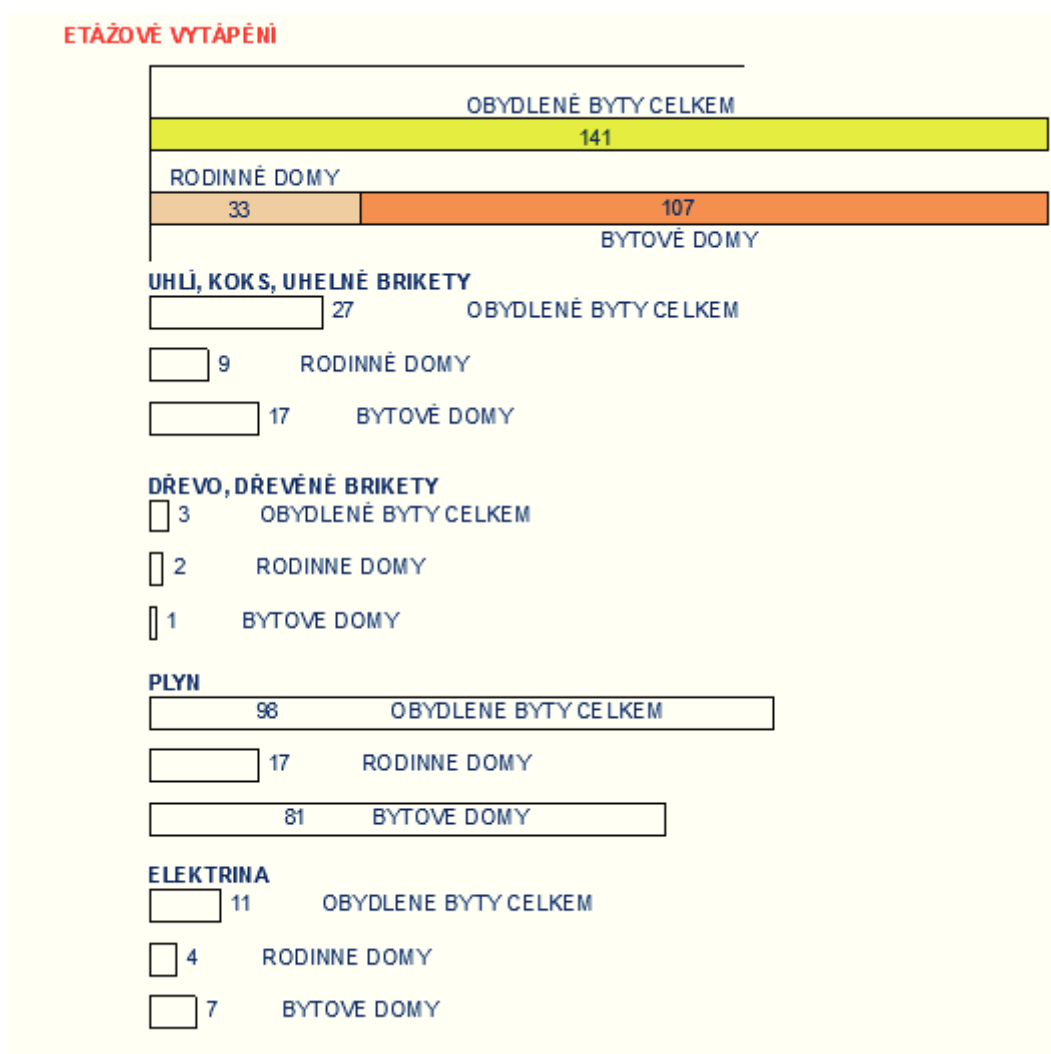 ETÁŽOVÉ VYTÁPĚNÍ
OBYDLENÉ BYTY CELKEM
141
RODINNÉ DOMY
33 107
BYTOVÉ DOMY
UHLÍ, KOKS, UHELNÉ BRIKETY
27 OBYDLENÉ BYTY CELKEM
9 RODINNÉ DOMY
17 BYTOVÉ DOMY
DŘEVO, DŘEVĚNÉ BRIKETY
3 OBYDLENÉ BYTY CELKEM
2 RODINNE DOMY
1 BYTOVE DOMY
PLYN
98 OBYDLENE BYTY CELKEM
17 RODINNE DOMY
81 BYTOVE DOMY
ELEKTRINA
11 OBYDLENE BYTY CELKEM
4 RODINNE DOMY
7 BYTOVE DOMY